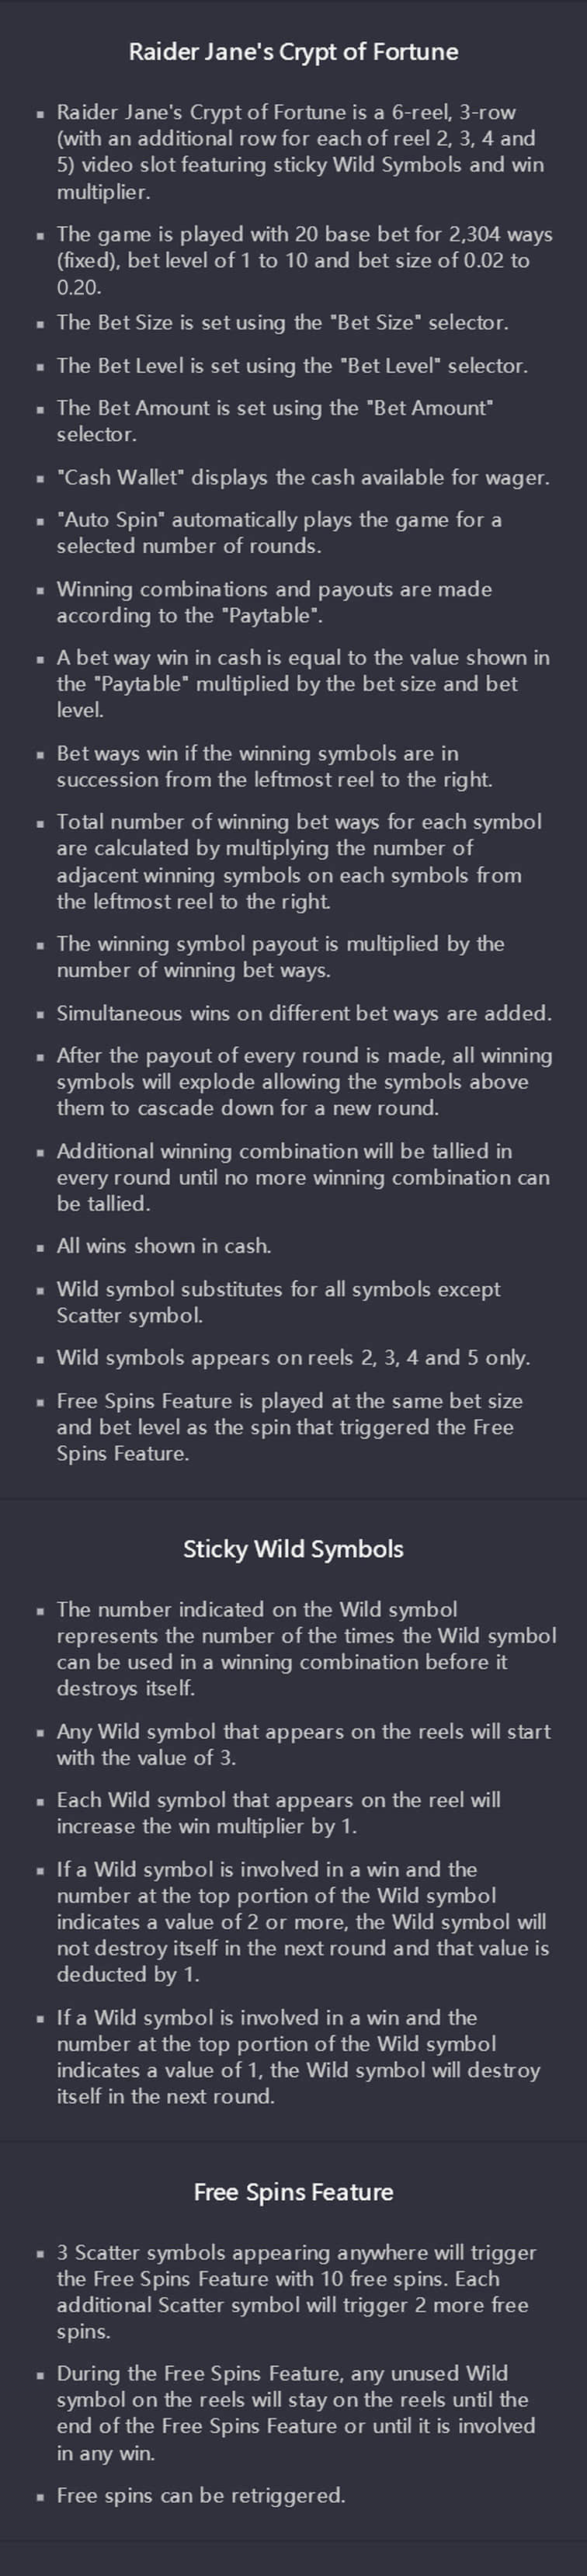 Raider Jane's Crypt of Fortune
▪ Raider Jane's Crypt of Fortune is a 6-reel, 3-row
(with an additional row for each of reel 2, 3, 4 and
5) video slot featuring sticky Wild Symbols and win
multiplier.
▪ The game is played with 20 base bet for 2,304 ways
(fixed), bet level of 1 to 10 and bet size of 0.02 to
0.20.
▪ The Bet Size is set using the "Bet Size" selector.
▪ The Bet Level is set using the "Bet Level" selector.
▪ The Bet Amount is set using the "Bet Amount"
selector.
▪ "Cash Wallet" displays the cash available for wager.
▪ "Auto Spin" automatically plays the game for a
selected number of rounds.
▪ Winning combinations and payouts are made
according to the "Paytable".
▪ A bet way win in cash is equal to the value shown in
the "Paytable" multiplied by the bet size and bet
level.
▪ Bet ways win if the winning symbols are in
succession from the leftmost reel to the right.
▪ Total number of winning bet ways for each symbol
are calculated by multiplying the number of
adjacent winning symbols on each symbols from
the leftmost reel to the right.
▪ The winning symbol payout is multiplied by the
number of winning bet ways.
▪ Simultaneous wins on different bet ways are added.
▪ After the payout of every round is made, all winning
symbols will explode allowing the symbols above
them to cascade down for a new round.
▪ Additional winning combination will be tallied in
every round until no more winning combination can
be tallied.
▪ All wins shown in cash.
▪ Wild symbol substitutes for all symbols except
Scatter symbol.
▪ Wild symbols appears on reels 2, 3, 4 and 5 only.
▪ Free Spins Feature is played at the same bet size
and bet level as the spin that triggered the Free
Spins Feature.
Sticky Wild Symbols
▪ The number indicated on the Wild symbol
represents the number of the times the Wild symbol
can be used in a winning combination before it
destroys itself.
▪ Any Wild symbol that appears on the reels will start
with the value of 3.
▪ Each Wild symbol that appears on the reel will
increase the win multiplier by 1.
▪ If a Wild symbol is involved in a win and the
number at the top portion of the Wild symbol
indicates a value of 2 or more, the Wild symbol will
not destroy itself in the next round and that value is
deducted by 1.
▪ If a Wild symbol is involved in a win and the
number at the top portion of the Wild symbol
indicates a value of 1, the Wild symbol will destroy
itself in the next round.
Free Spins Feature
▪ 3 Scatter symbols appearing anywhere will trigger
the Free Spins Feature with 10 free spins. Each
additional Scatter symbol will trigger 2 more free
spins.
▪ During the Free Spins Feature, any unused Wild
symbol on the reels will stay on the reels until the
end of the Free Spins Feature or until it is involved
in any win.
▪ Free spins can be retriggered.